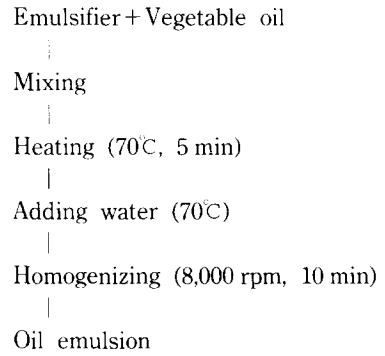 Emulsifier + Vegetable oil
Mixing
Heating (70℃, 5 min)
Adding water (70℃)
Homogenizing (8,000 rpm, 10 min)
Oil emulsion